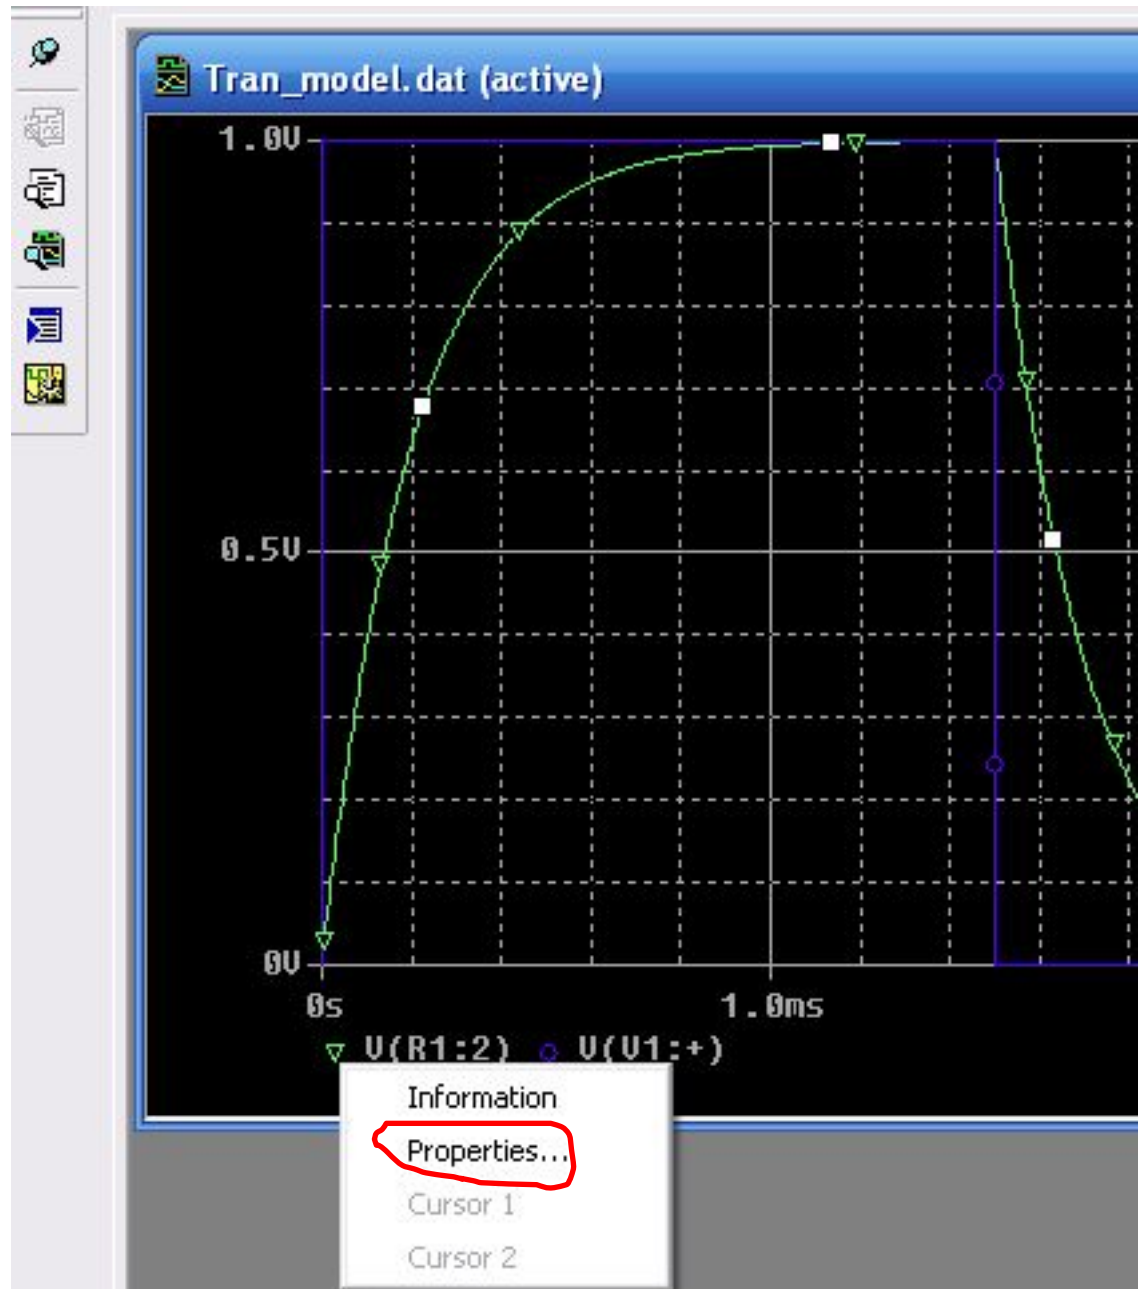 Tran_model.dat (active)
1.0V
0.5V
0V
0s 1.0ms
V(R1:2) V(V1:+)
Information
Properties...
Cursor 1
Cursor 2